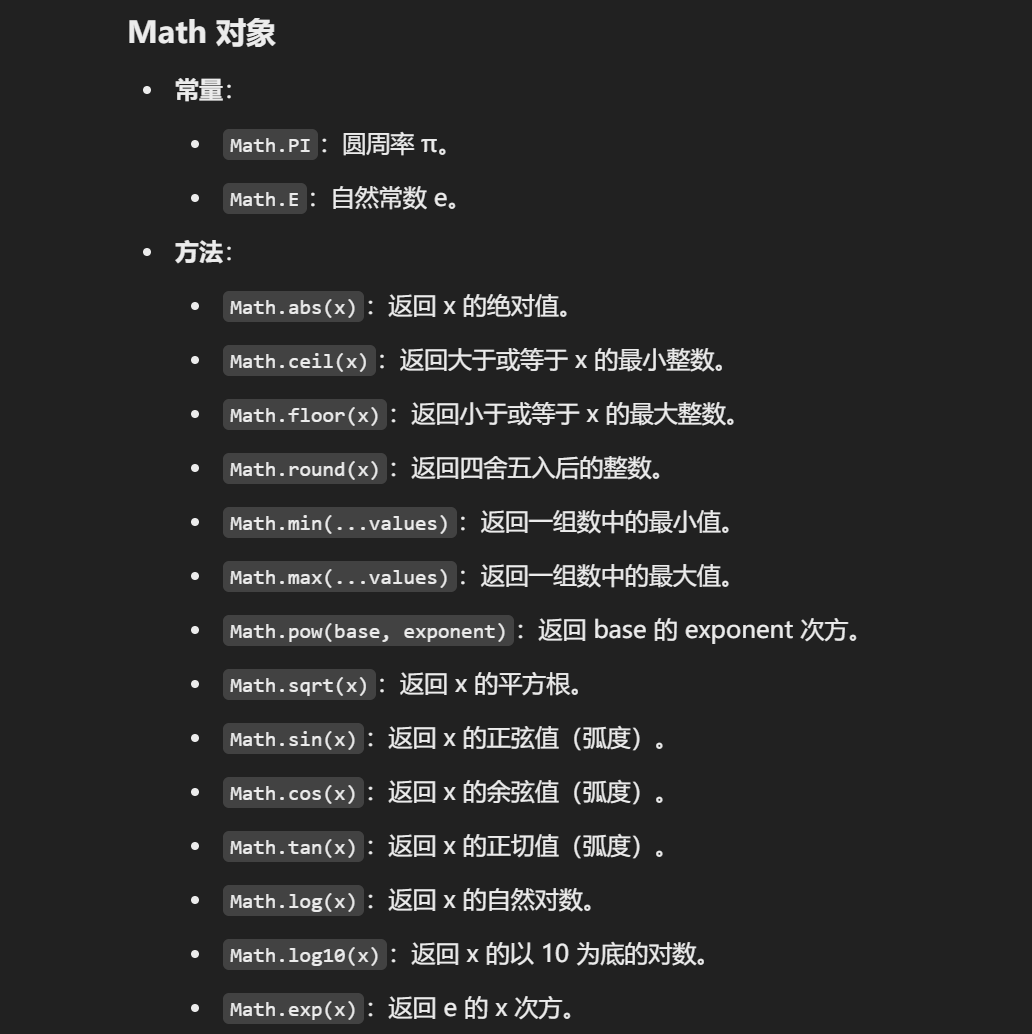 Math 对象
常量:
Math.PI：圆周率 π。
Math.E：自然常数 e。
方法:
Math.abs(x)：返回 x 的绝对值。
Math.ceil(x)：返回大于或等于 x 的最小整数。
Math.floor(x)：返回小于或等于 x 的最大整数。
Math.round(x)：返回四舍五入后的整数。
Math.min(...values)：返回一组数中的最小值。
Math.max(...values)：返回一组数中的最大值。
Math.pow(base, exponent)：返回 base 的 exponent 次方。
Math.sqrt(x)：返回 x 的平方根。
Math.sin(x)：返回 x 的正弦值（弧度）。
Math.cos(x)：返回 x 的余弦值（弧度）。
Math.tan(x)：返回 x 的正切值（弧度）。
Math.log(x)：返回 x 的自然对数。
Math.log10(x)：返回 x 的以 10 为底的对数。
Math.exp(x)：返回 e 的 x 次方。